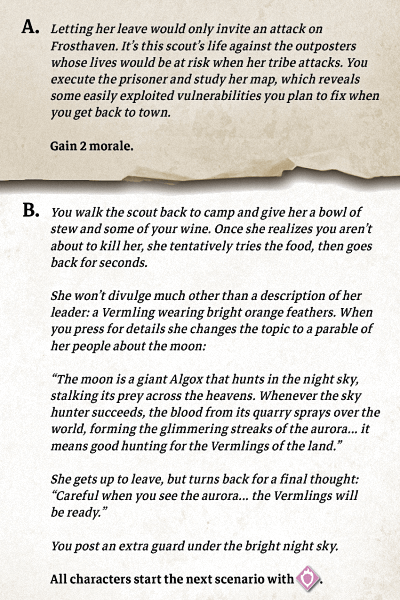 A. Letting her leave would only invite an attack on
Frosthaven. It’s this scout’s life against the outposters
whose lives would be at risk when her tribe attacks. You
execute the prisoner and study her map, which reveals
some easily exploited vulnerabilities you plan to fix when
you get back to town.
Gain 2 morale.
B. You walk the scout back to camp and give her a bowl of
stew and some of your wine. Once she realizes you aren’t
about to kill her, she tentatively tries the food, then goes
back for seconds.
She won’t divulge much other than a description of her
leader: a Vermling wearing bright orange feathers. When
you press for details she changes the topic to a parable of
her people about the moon:
“The moon is a giant Algox that hunts in the night sky,
stalking its prey across the heavens. Whenever the sky
hunter succeeds, the blood from its quarry sprays over the
world, forming the glimmering streaks of the aurora... it
means good hunting for the Vermlings of the land.”
She gets up to leave, but turns back for a final thought:
“Careful when you see the aurora... the Vermlings will
be ready.”
You post an extra guard under the bright night sky.
All characters start the next scenario with .